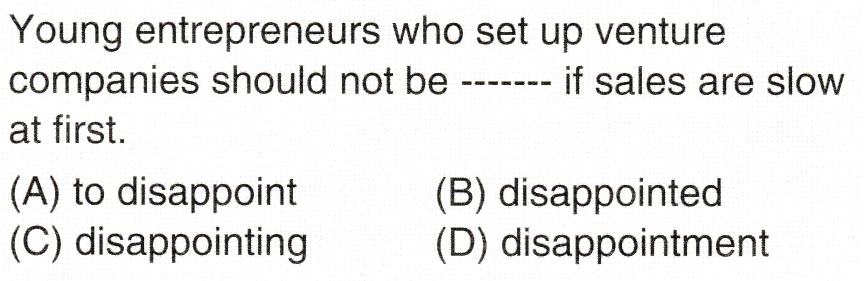 Young entrepreneurs who set up venture
companies should not be ------- if sales are slow
at first.
(A) to disappoint (B) disappointed
(C) disappointing (D) disappointment